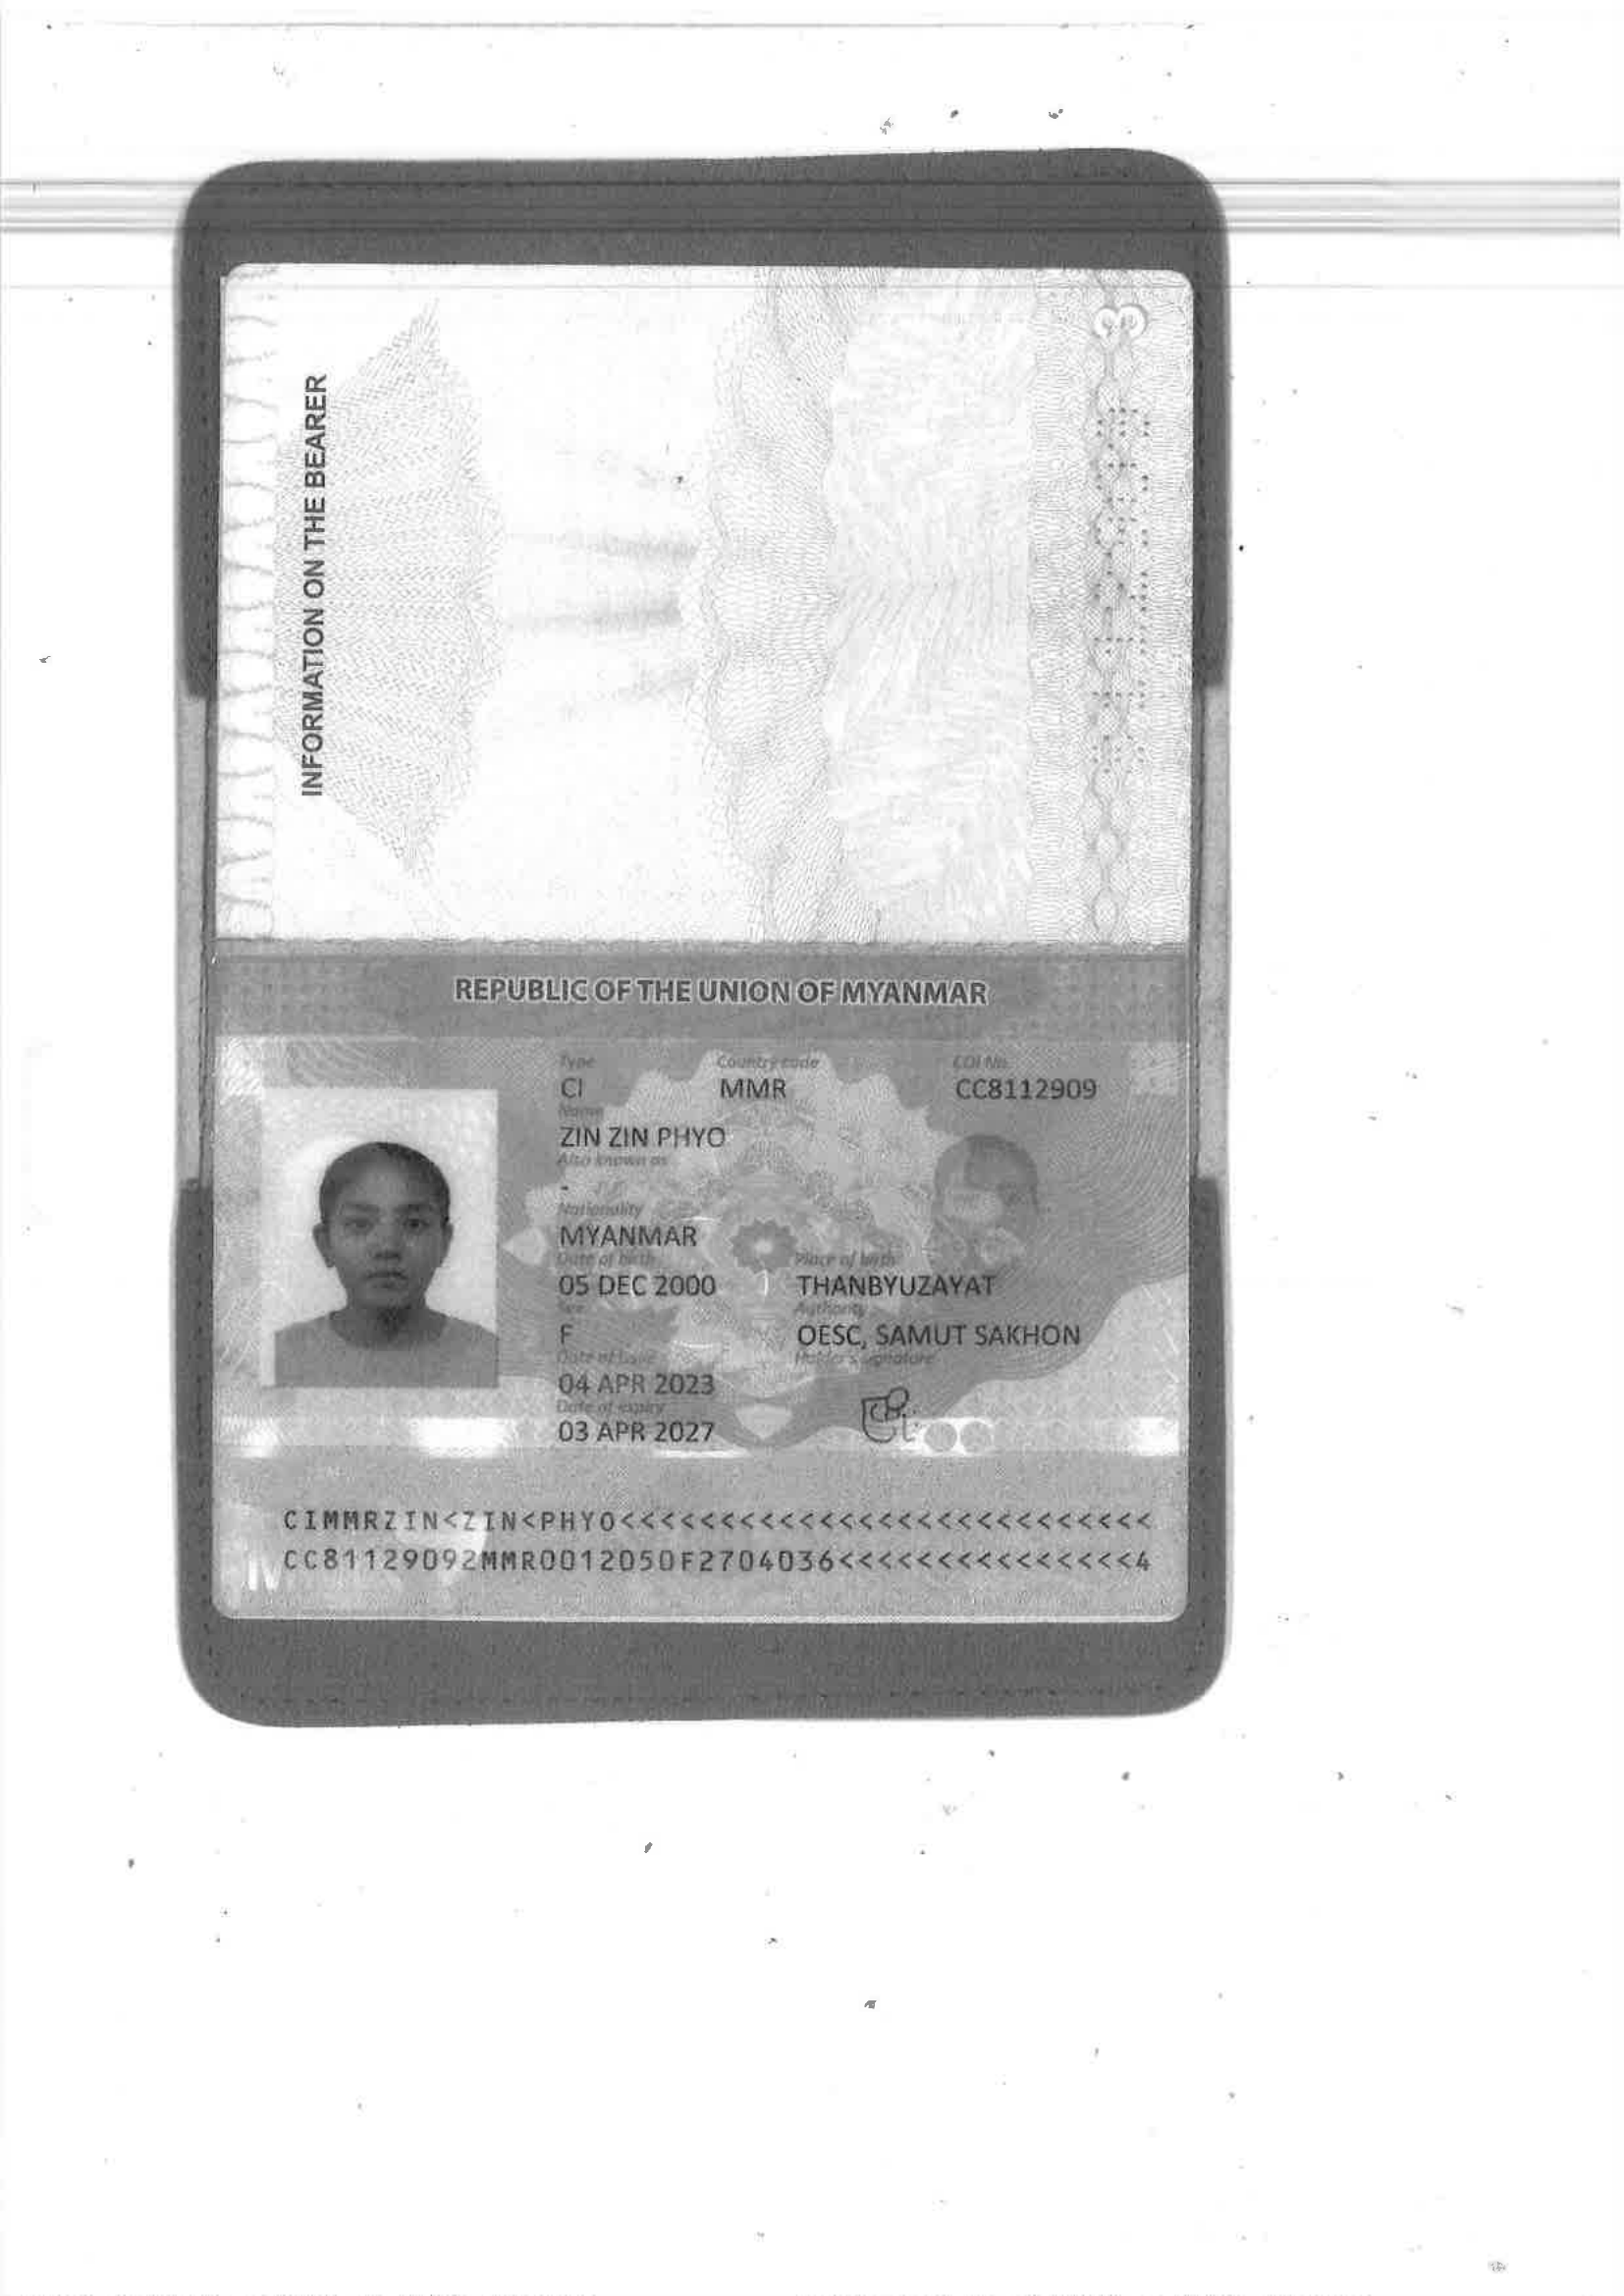 INFORMATION ON THE BEARER
REPUBLIC OF THE UNION OF MYANMAR
Type Country code COI No.
CI MMR CC8112909
Name
ZIN ZIN PHYO
Also known as
-
Nationality
MYANMAR
Date of birth Place of birth
05 DEC 2000 THANBYUZAYAT
Sex Authority
F OESC, SAMUT SAKHON
Date of issue Holder's signature
04 APR 2023
Date of expiry
03 APR 2027
CIMMRZIN<ZIN<PHYO<<<<<<<<<<<<<<<<<<<<<<<<<<<
CC81129092MMR0012050F2704036<<<<<<<<<<<<<<<4